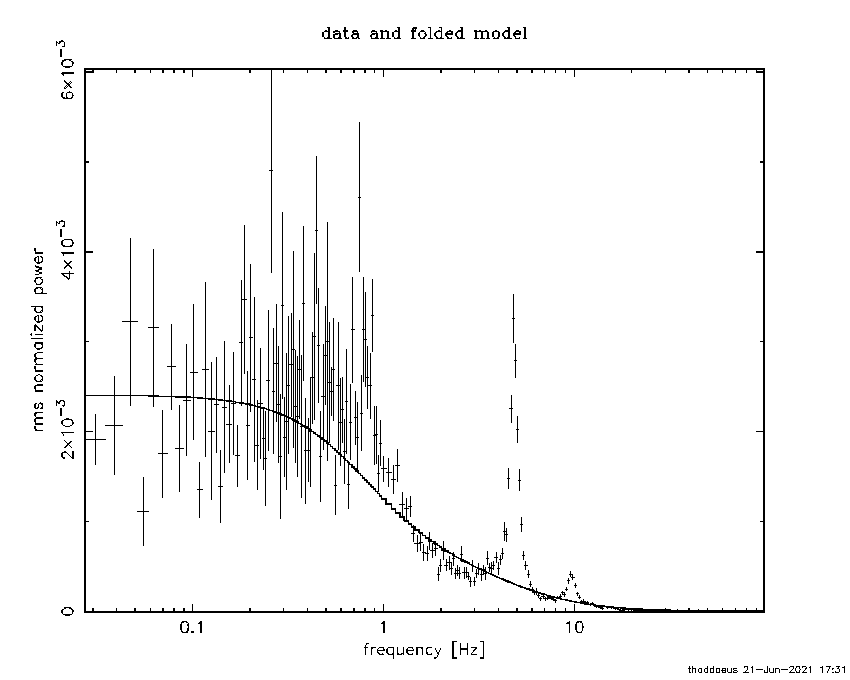 data and folded model
6×10⁻³
4×10⁻³
2×10⁻³
0
rms normalized power
0.1 1 10
frequency [Hz]
thoddaeus 21-Jun-2021 17:31